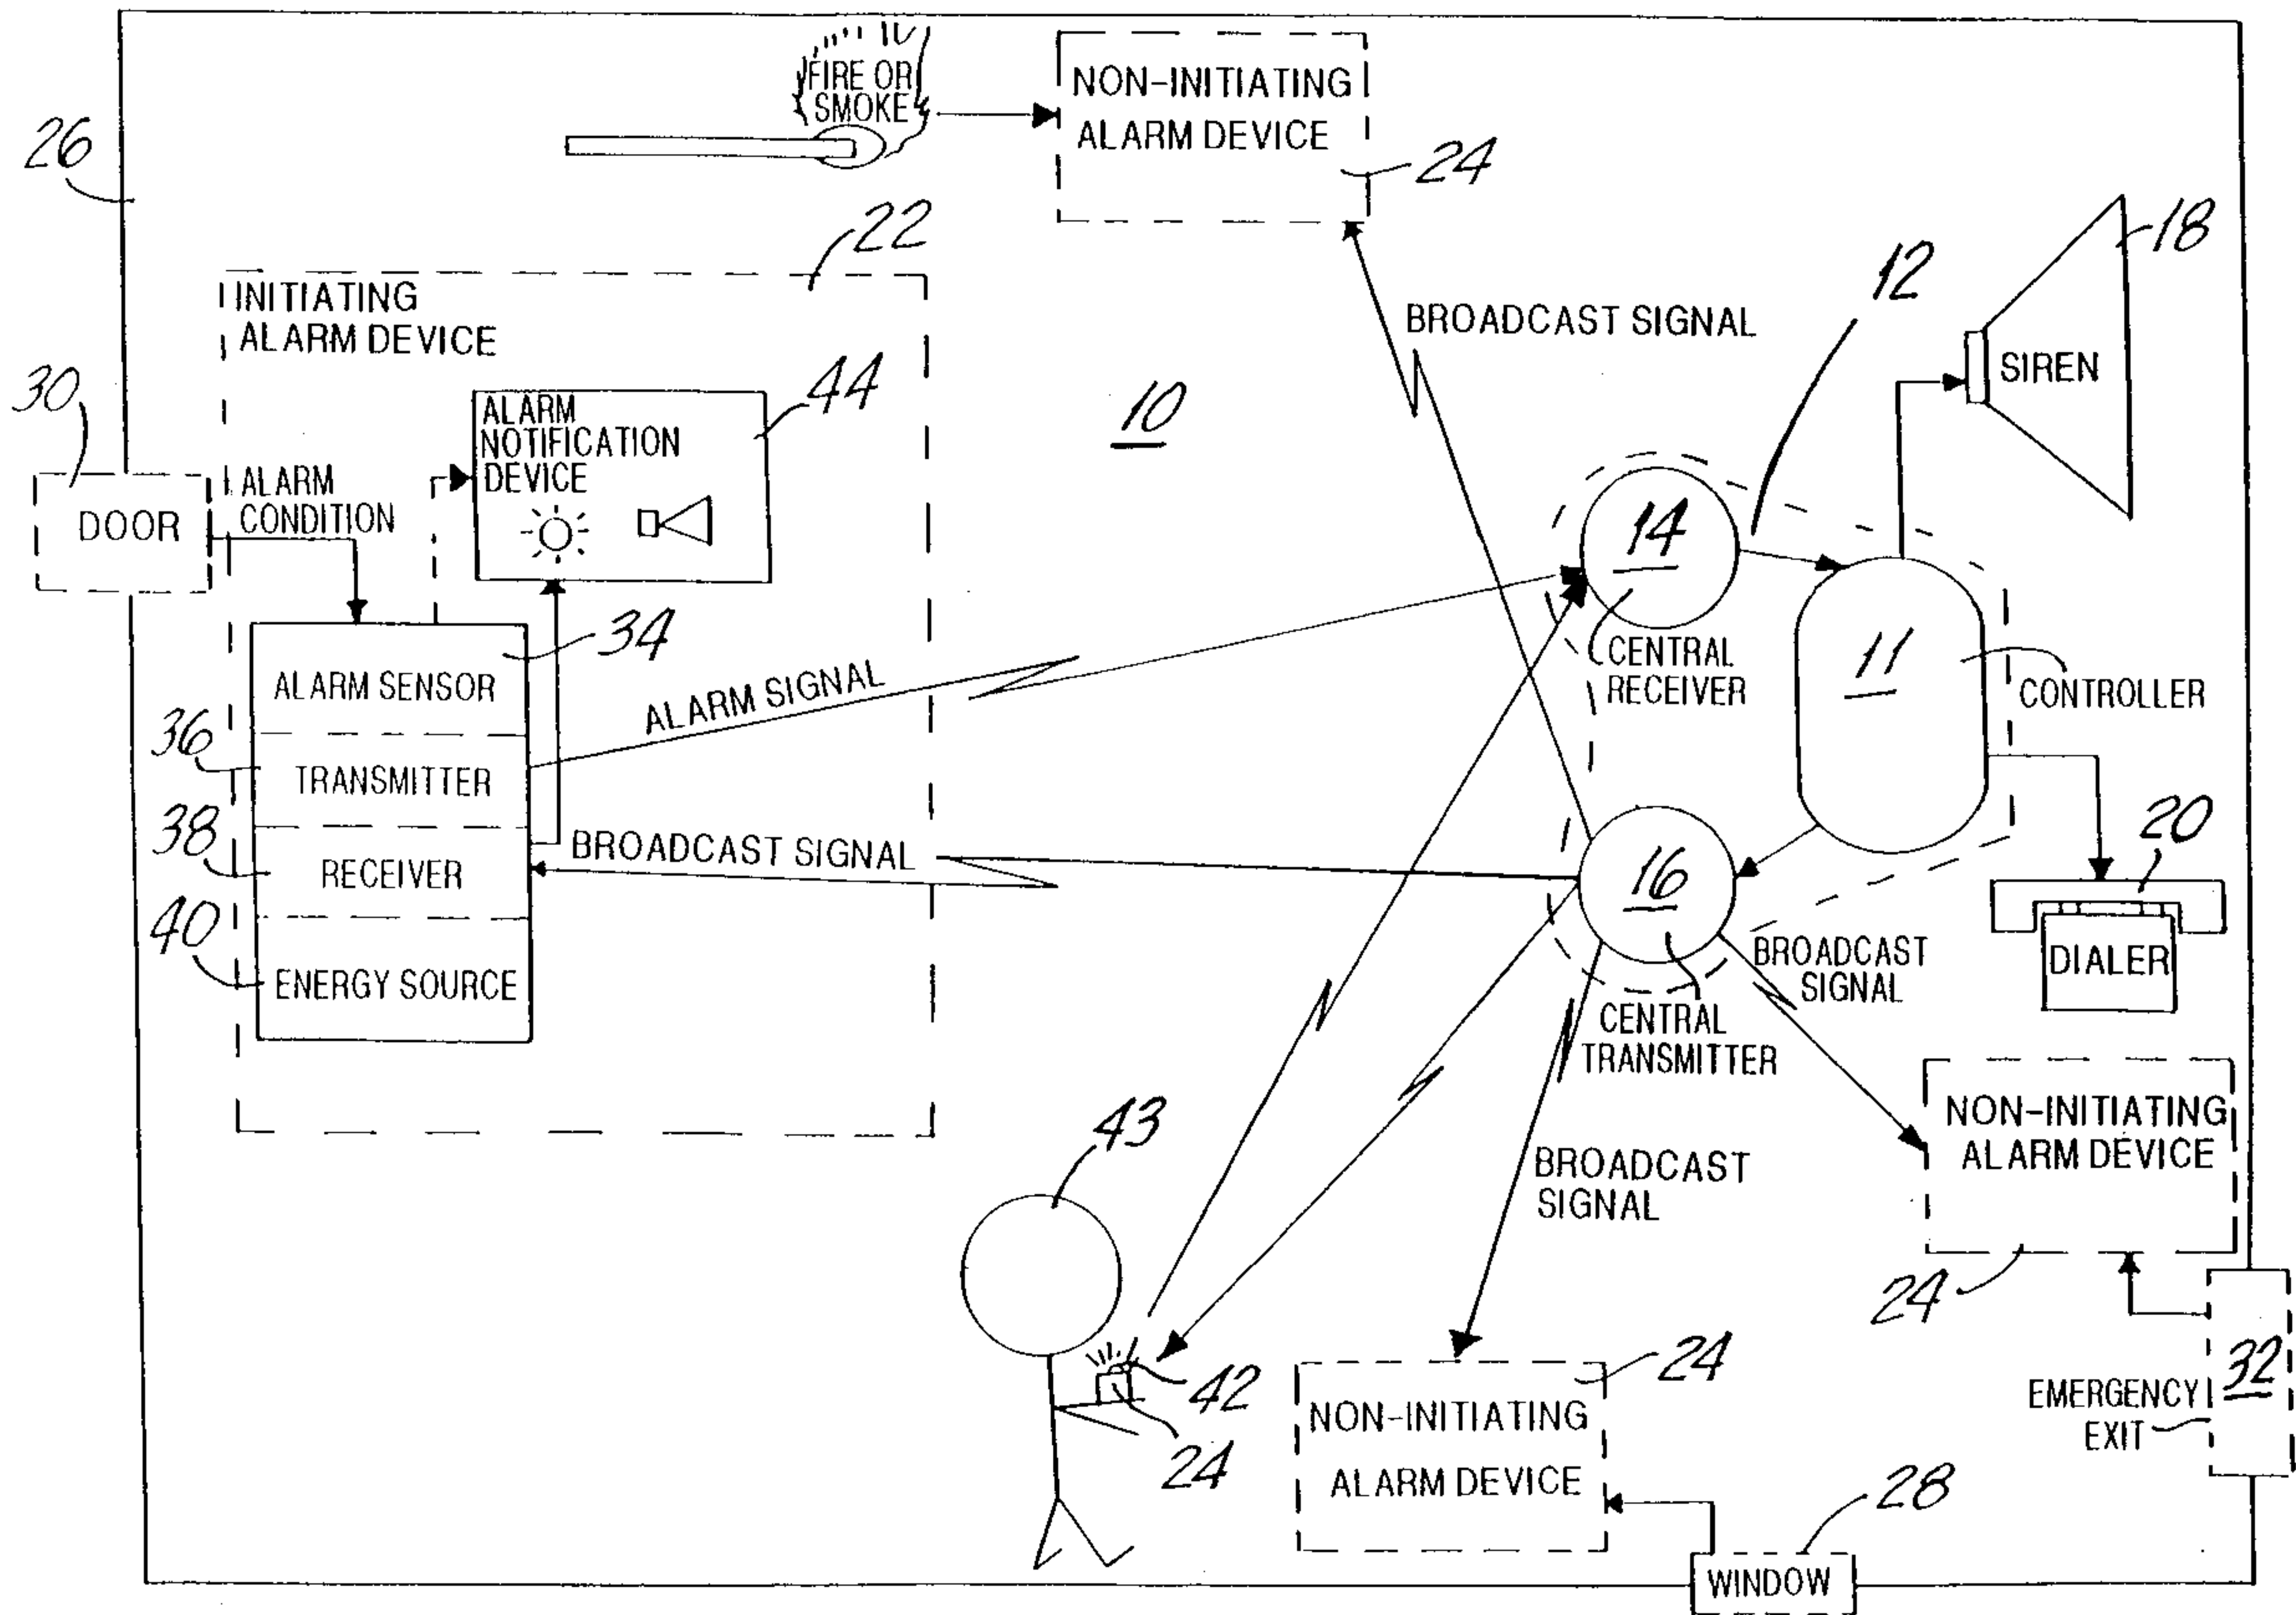 FIRE OR
SMOKE
NON-INITIATING
ALARM DEVICE
24
26
22
18
12
INITIATING
ALARM DEVICE
BROADCAST SIGNAL
SIREN
30
44
10
ALARM
NOTIFICATION
DEVICE
ALARM
CONDITION
DOOR
14
34
CENTRAL
RECEIVER
11
CONTROLLER
ALARM SENSOR
ALARM SIGNAL
36
TRANSMITTER
38
RECEIVER
BROADCAST SIGNAL
20
16
40
ENERGY SOURCE
BROADCAST
SIGNAL
DIALER
CENTRAL
TRANSMITTER
43
NON-INITIATING
ALARM DEVICE
BROADCAST
SIGNAL
24
42
24
24
NON-INITIATING
ALARM DEVICE
32
EMERGENCY
EXIT
28
WINDOW